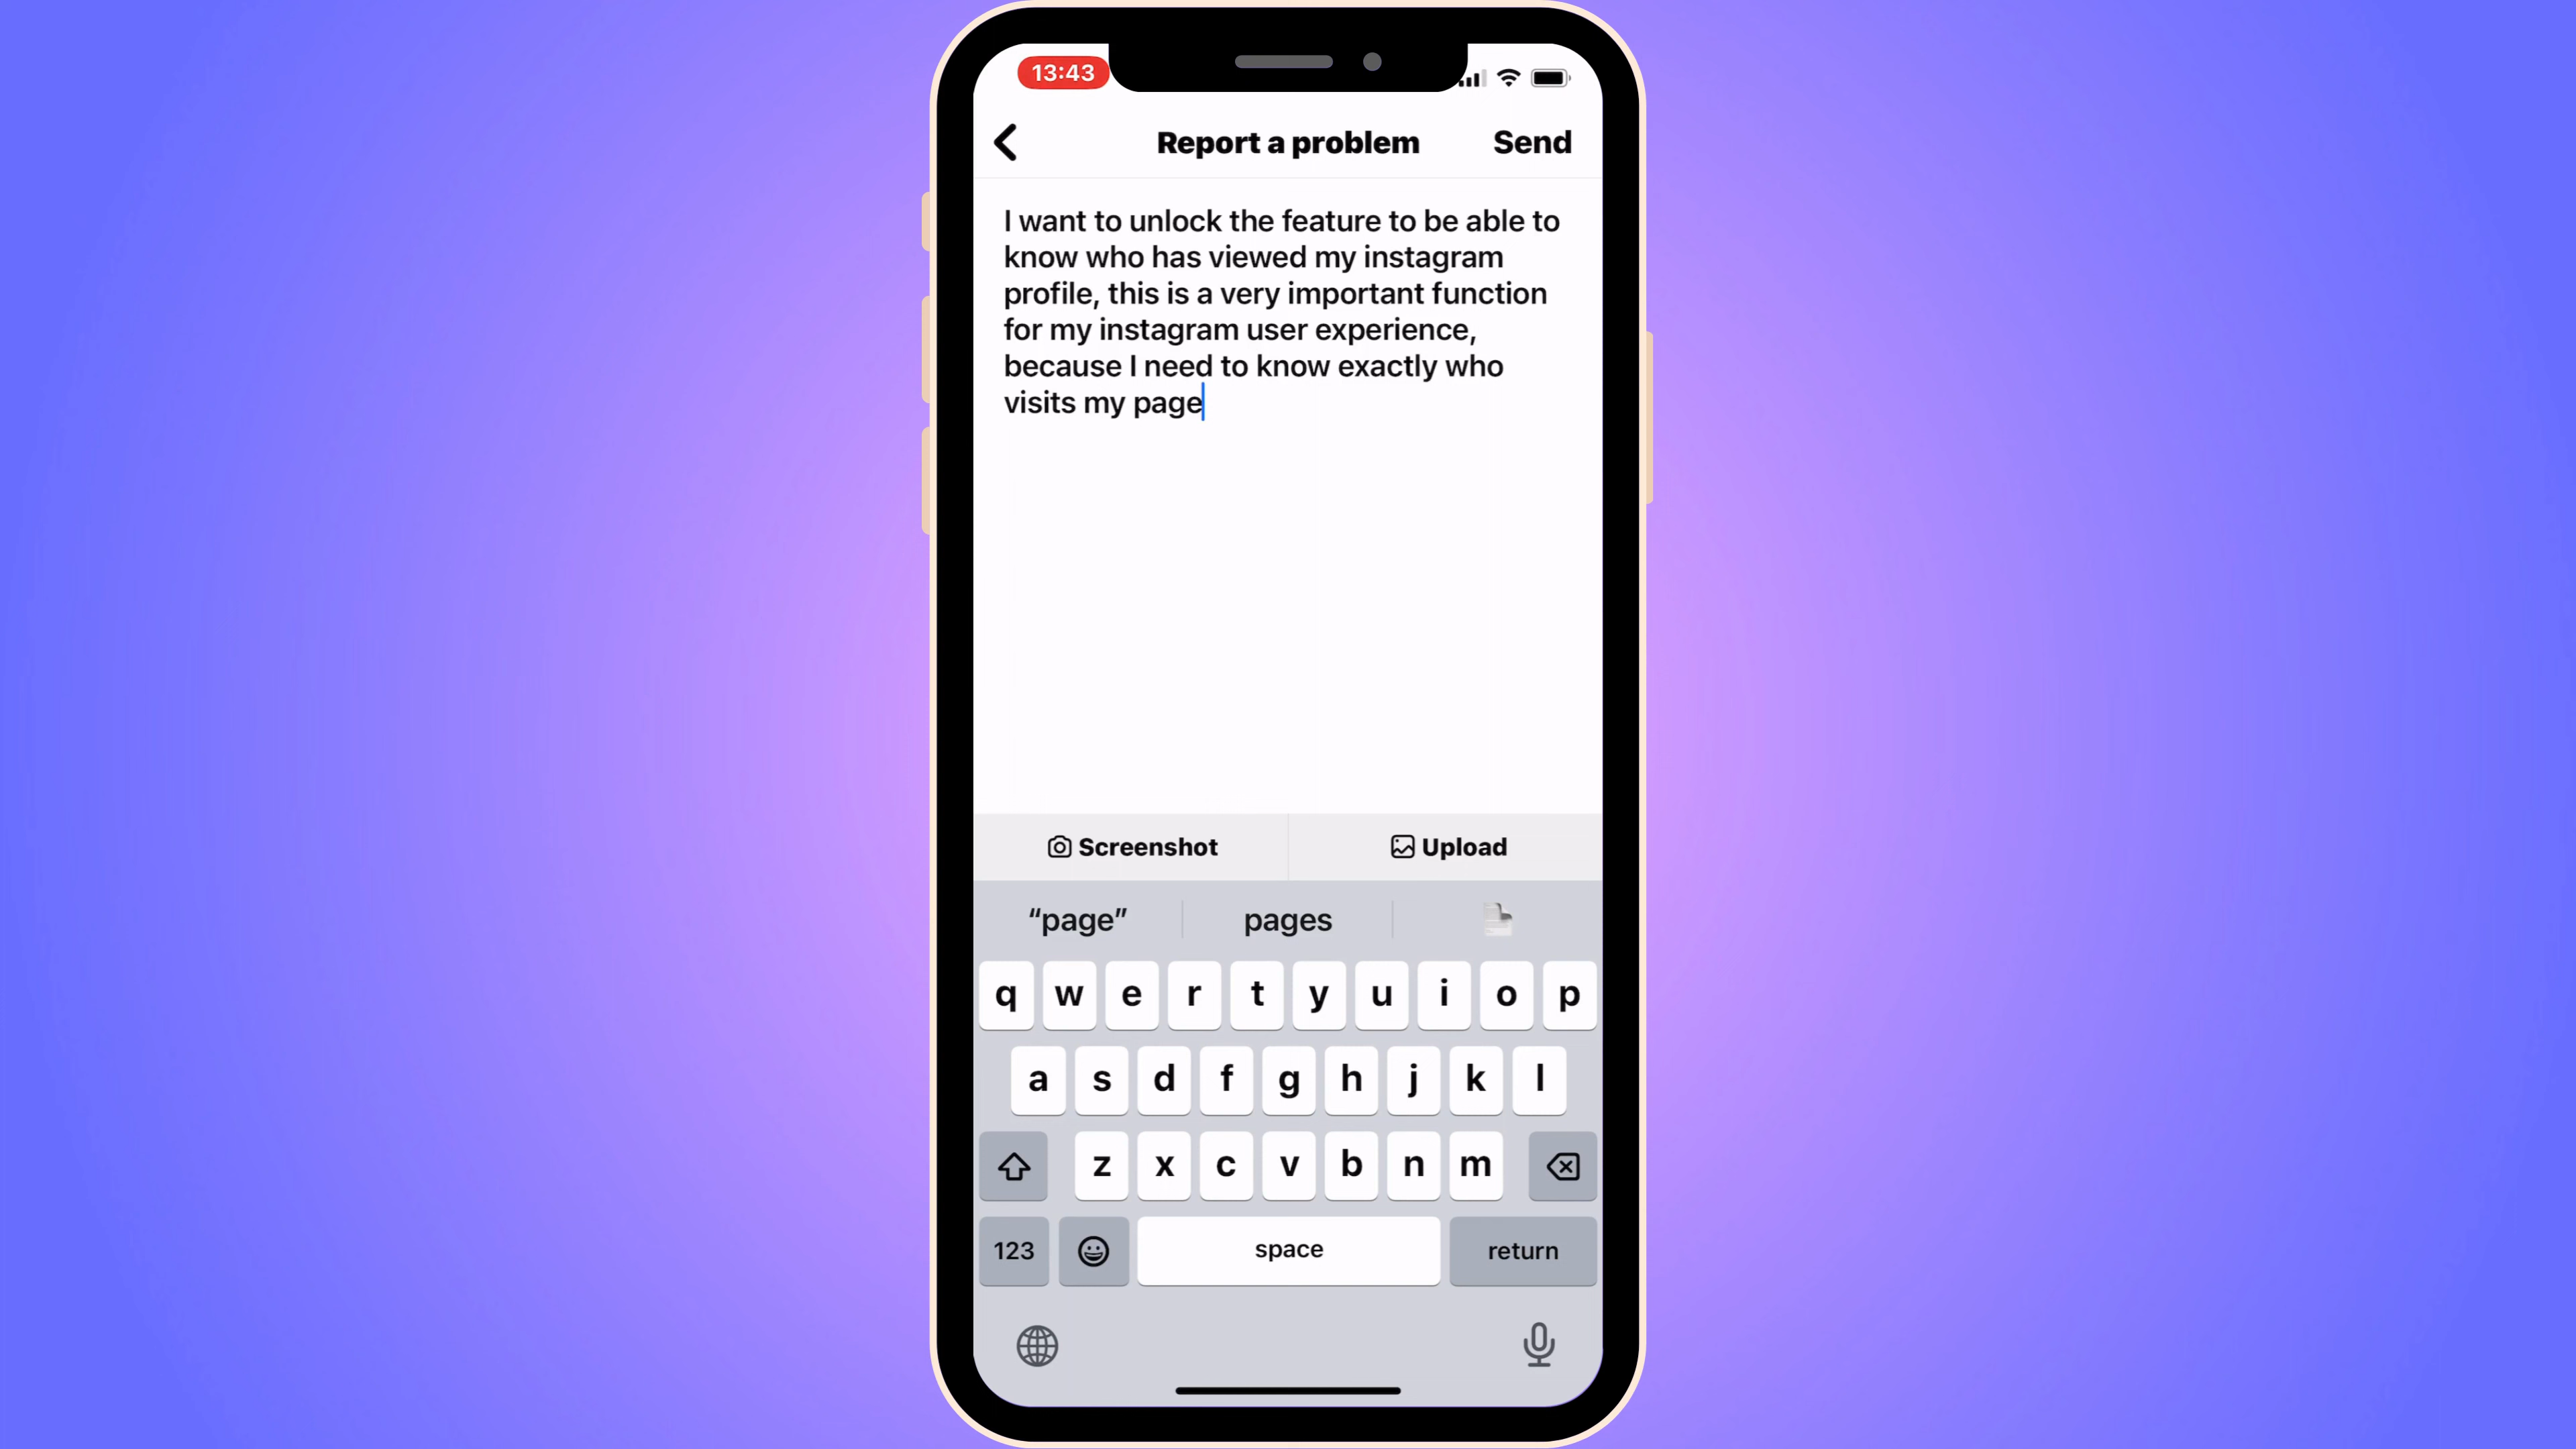 13:43
Report a problem
Send
I want to unlock the feature to be able to
know who has viewed my instagram
profile, this is a very important function
for my instagram user experience,
because I need to know exactly who
visits my page
Screenshot
Upload
“page”
pages
q w e r t y u i o p
a s d f g h j k l
z x c v b n m
123
space
return